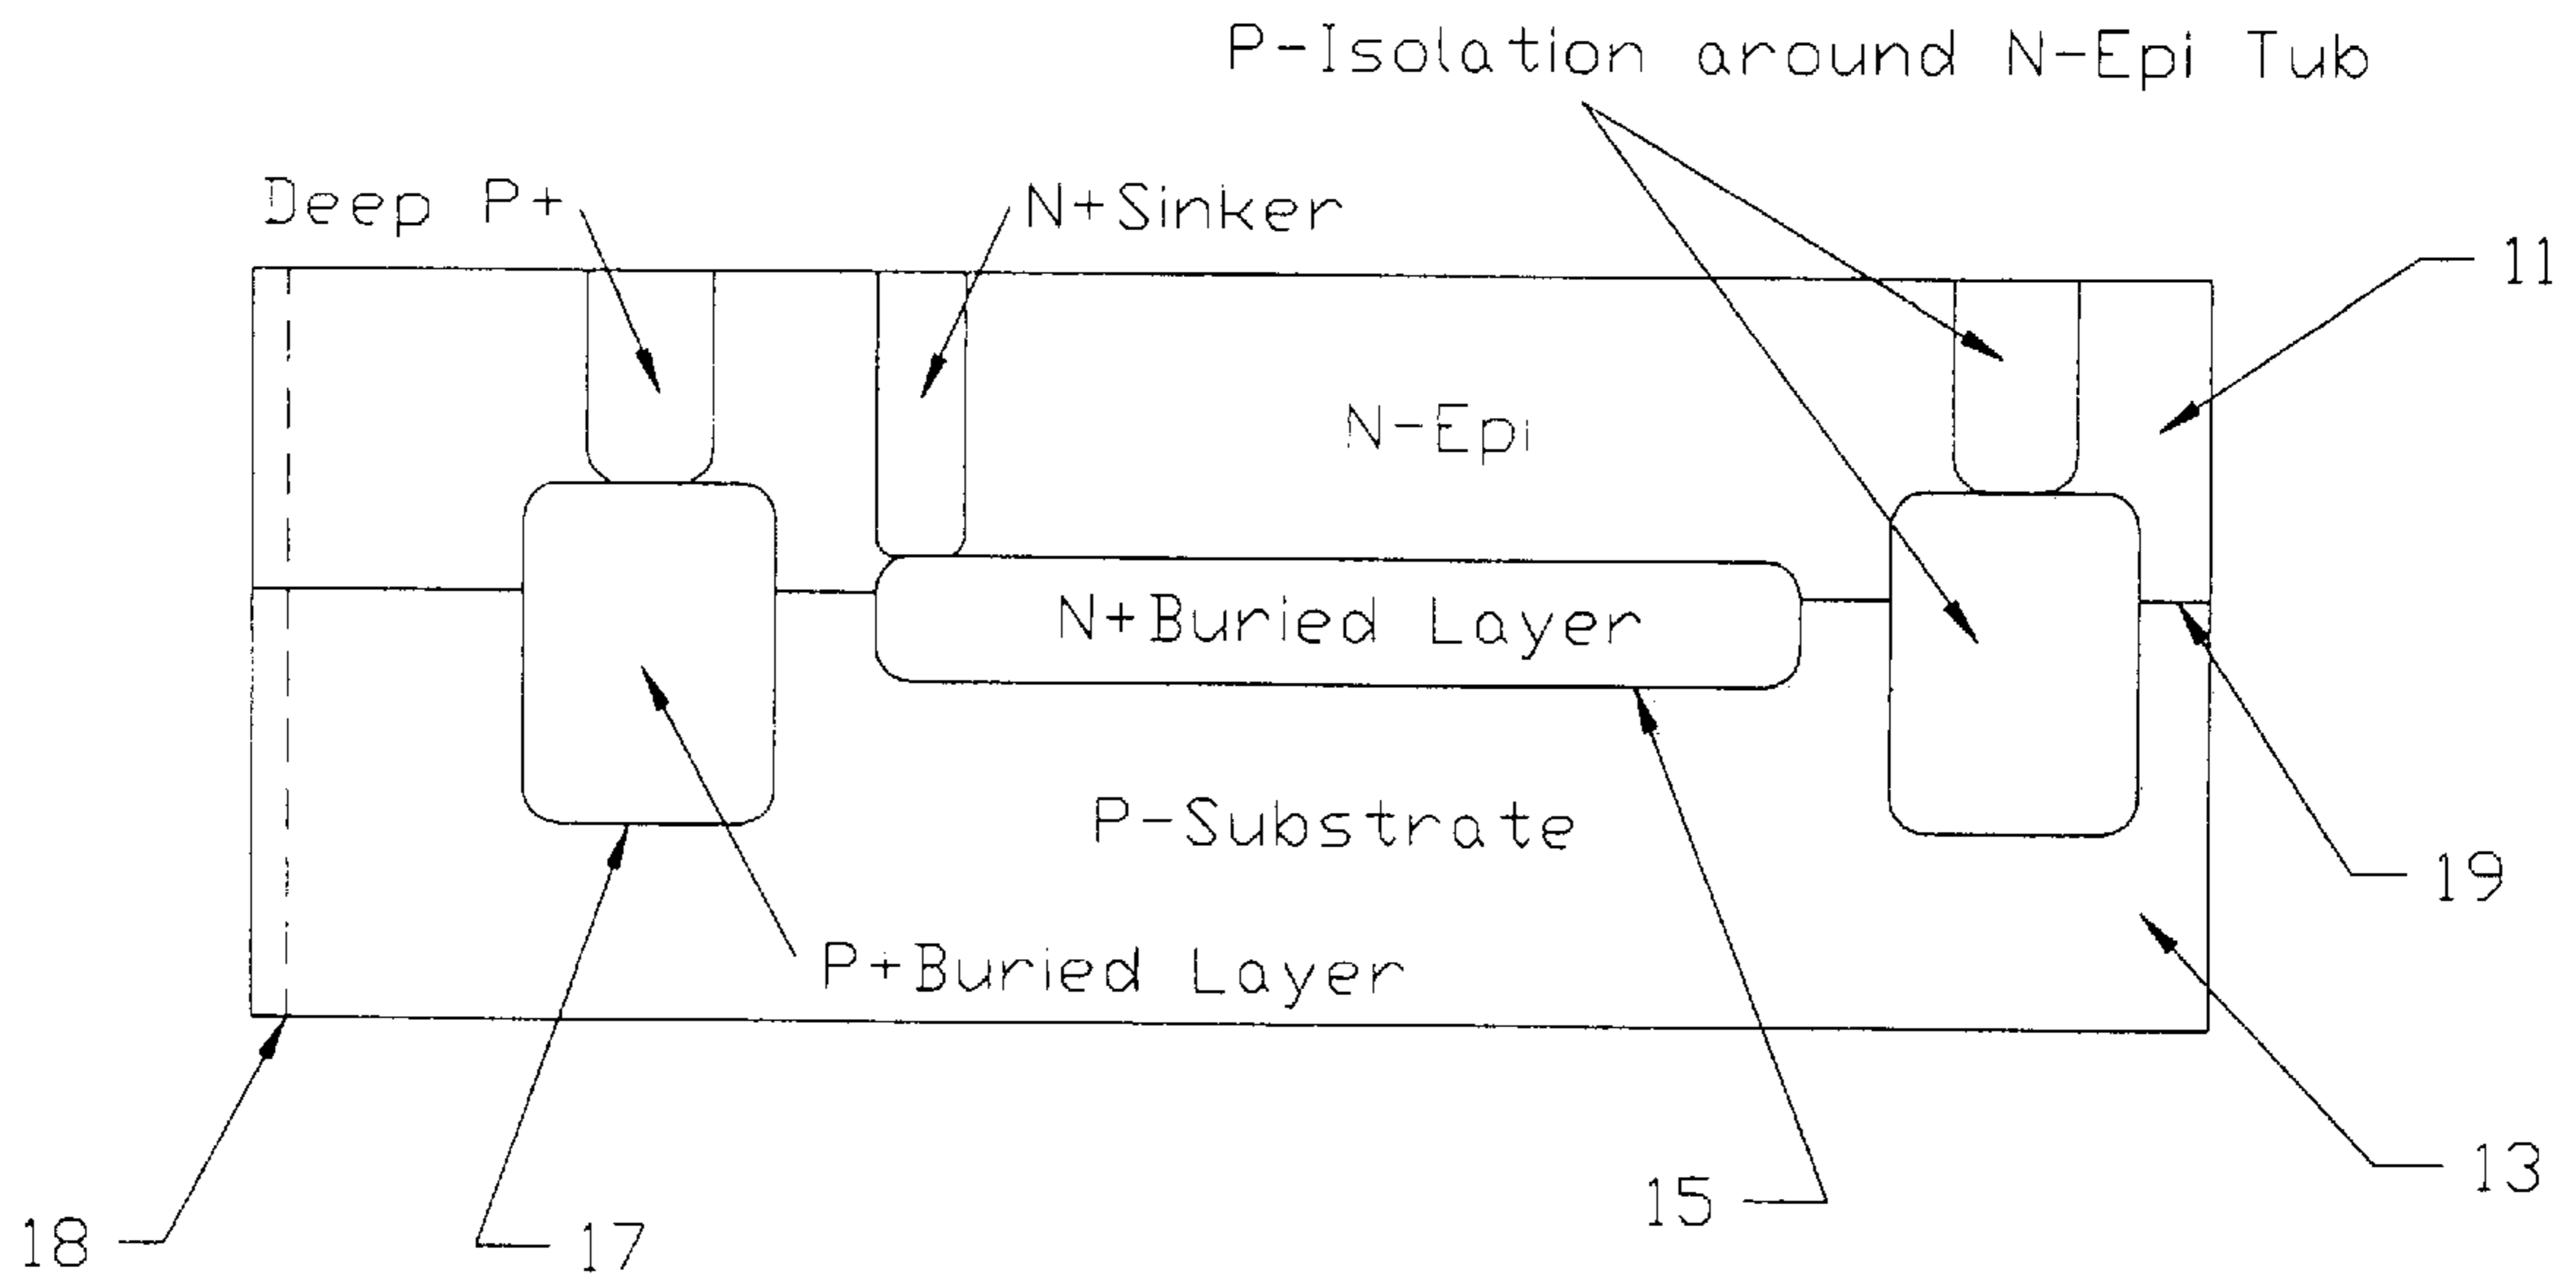 P-Isolation around N-Epi Tub
Deep P+
N+Sinker
11
N-Epi
N+Buried Layer
P-Substrate
19
P+Buried Layer
13
15
18
17